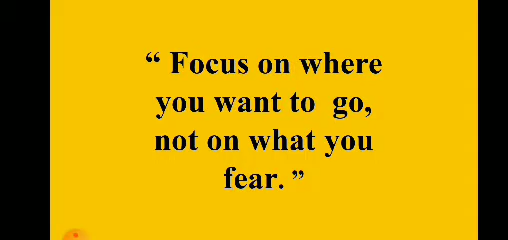 “ Focus on where
you want to  go,
not on what you
fear. ”